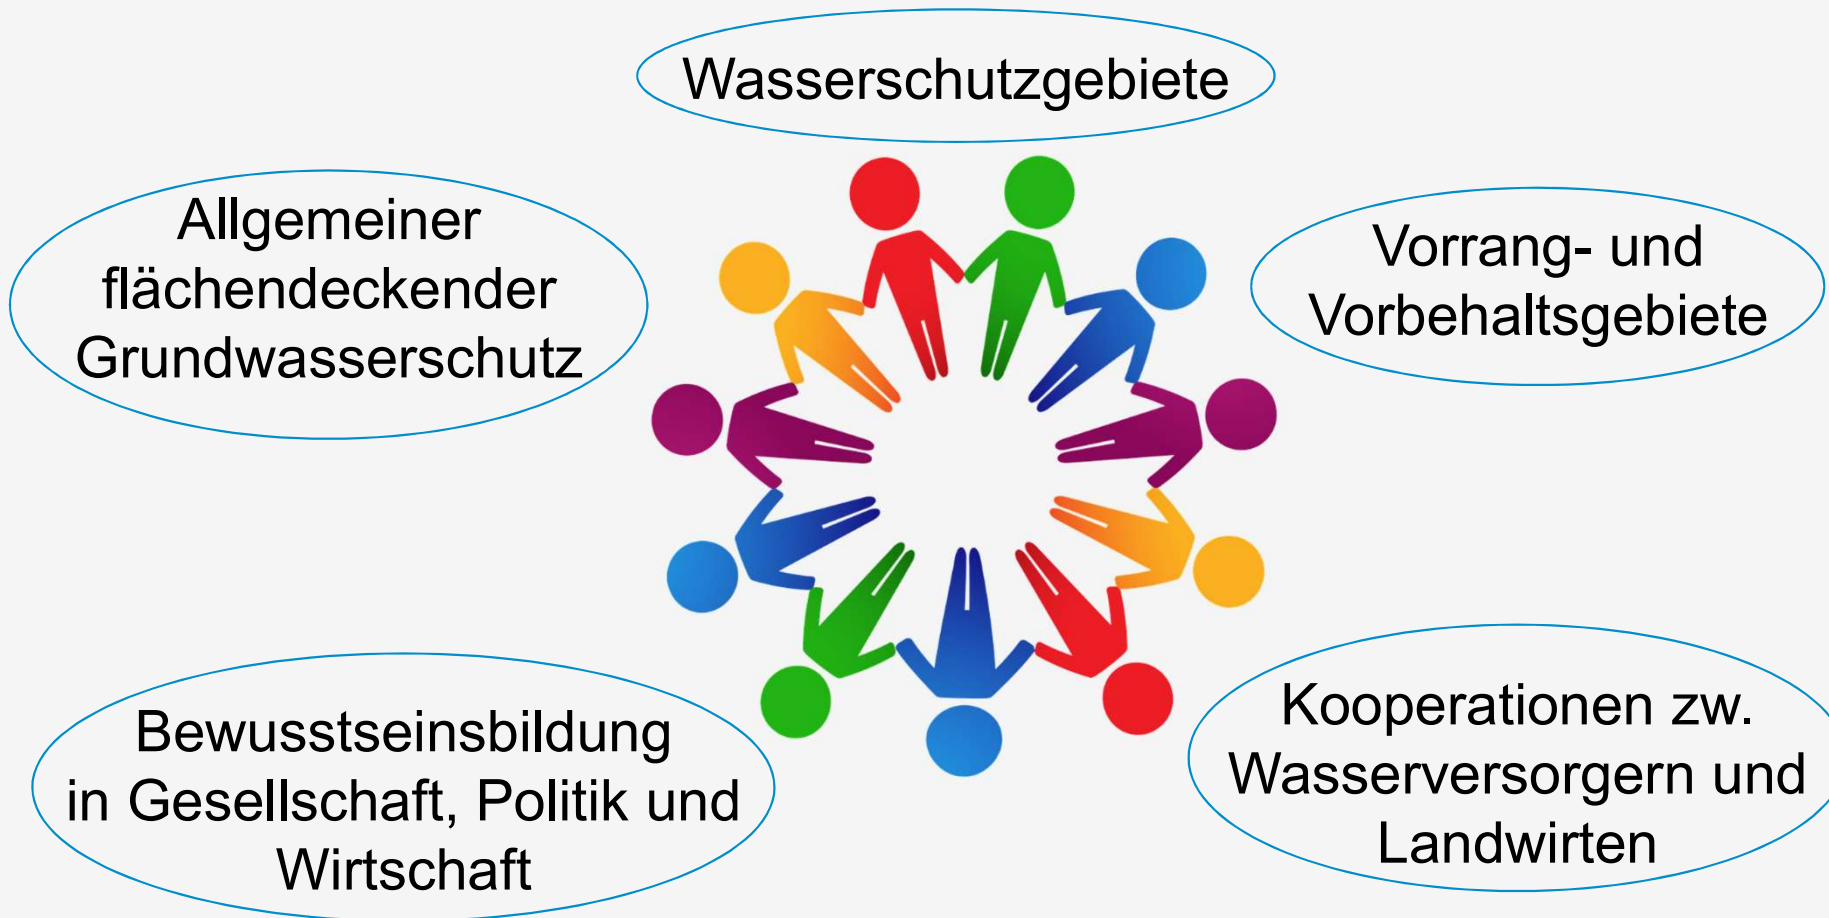 Wasserschutzgebiete
Allgemeiner
flächendeckender
Grundwasserschutz
Vorrang- und
Vorbehaltsgebiete
Bewusstseinsbildung
in Gesellschaft, Politik und
Wirtschaft
Kooperationen zw.
Wasserversorgern und
Landwirten